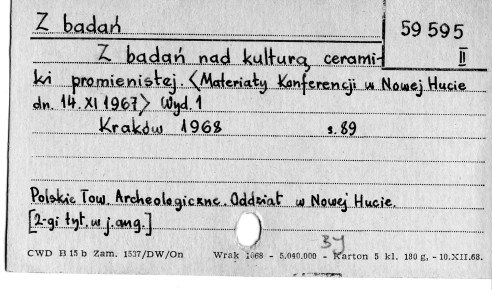 Z badań
59 595
II
Z badań nad kulturą cerami-
ki promienistej. <Materiały Konferencji w Nowej Hucie
dn. 14. XI 1967> Wyd. 1
Kraków 1968 s. 89
Polskie Tow. Archeologiczne. Oddział w Nowej Hucie.
[2-gi tyt. w j. ang.]
BJ
CWD B 15 b Zam. 1537/DW/On Wrak 1068 - 5.040.000 - Karton 5 kl. 180 g. - 10.XII.68.